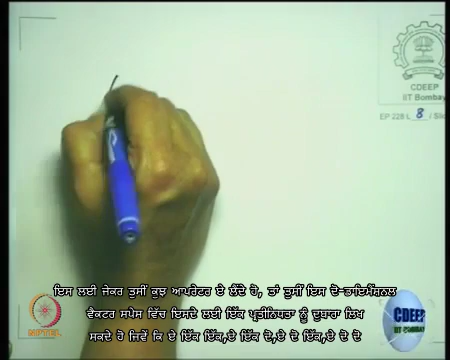 CDEEP
IIT Bombay
EP 228 L 8 / Sli
ਇਸ ਲਈ ਜੇਕਰ ਤੁਸੀਂ ਕੁਝ ਆਪਰੇਟਰ ਏ ਲੈਂਦੇ ਹੋ, ਤਾਂ ਤੁਸੀਂ ਇਸ ਦੋ-ਡਾਇਮੈਂਸ਼ਨਲ
ਵੈਕਟਰ ਸਪੇਸ ਵਿੱਚ ਇਸਦੇ ਲਈ ਇੱਕ ਪ੍ਰਤੀਨਿਧਤਾ ਨੂੰ ਦੁਬਾਰਾ ਲਿਖ
ਸਕਦੇ ਹੋ ਜਿਵੇਂ ਕਿ ਏ ਇੱਕ ਇੱਕ,ਏ ਇੱਕ ਦੋ,ਏ ਦੋ ਇੱਕ,ਏ ਦੋ ਦੋ
NPTEL
CDEEP
IIT BOMBAY